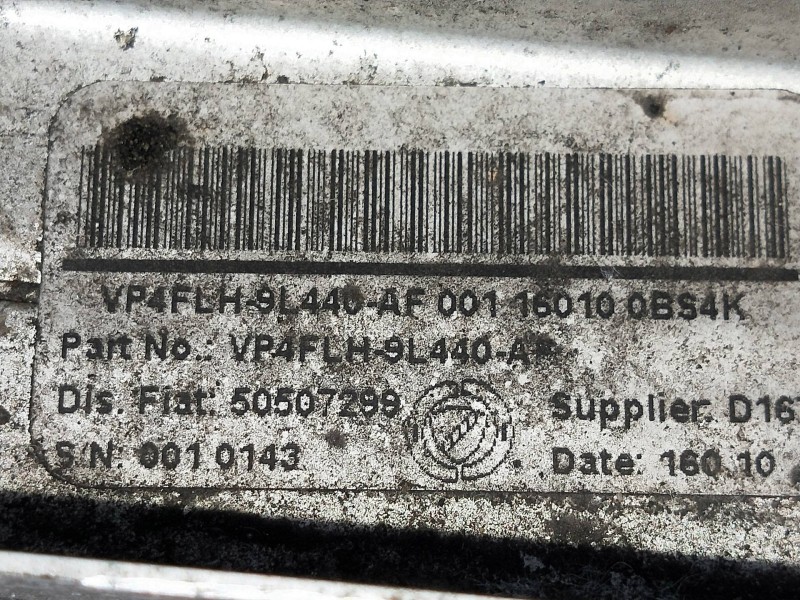 VP4FLH-9L440-AF 001 16010 0BS4K
Part No.: VP4FLH-9L440-AF
Dis. Fiat: 50507299 Supplier: D167
S/N: 001 0143 Date: 160 10